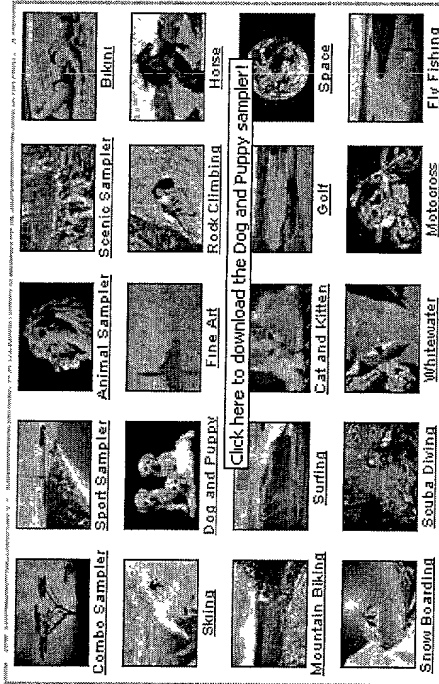 Combo Sampler Sport Sampler Animal Sampler Scenic Sampler Bikini
Skiing Dog and Puppy Fine Art Rock Climbing Horse
Click here to download the Dog and Puppy sampler!
Mountain Biking Surfing Cat and Kitten Golf Space
Snow Boarding Scuba Diving Whitewater Motocross Fly Fishing